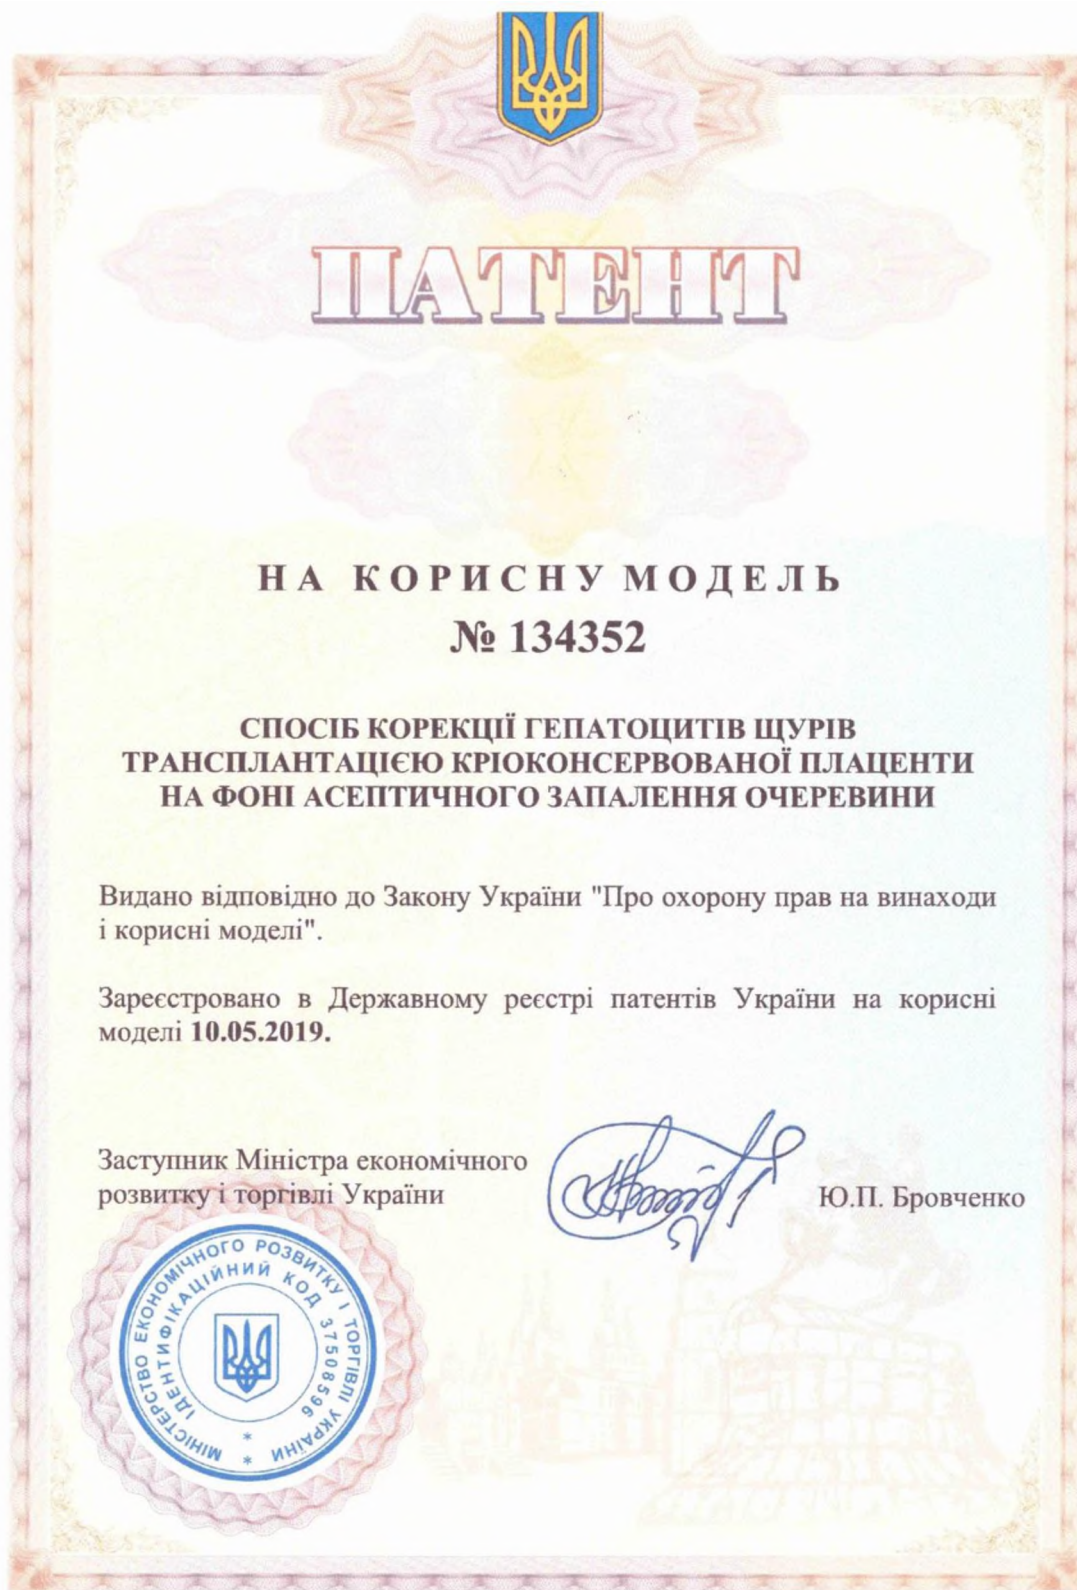 ПАТЕНТ
НА КОРИСНУ МОДЕЛЬ
№ 134352
СПОСІБ КОРЕКЦІЇ ГЕПАТОЦИТІВ ЩУРІВ
ТРАНСПЛАНТАЦІЄЮ КРІОКОНСЕРВОВАНОЇ ПЛАЦЕНТИ
НА ФОНІ АСЕПТИЧНОГО ЗАПАЛЕННЯ ОЧЕРЕВИНИ
Видано відповідно до Закону України "Про охорону прав на винаходи
і корисні моделі".
Зареєстровано в Державному реєстрі патентів України на корисні
моделі 10.05.2019.
Заступник Міністра економічного
розвитку і торгівлі України
Ю.П. Бровченко
МІНІСТЕРСТВО ЕКОНОМІЧНОГО РОЗВИТКУ І ТОРГІВЛІ УКРАЇНИ
ІДЕНТИФІКАЦІЙНИЙ КОД 37508596